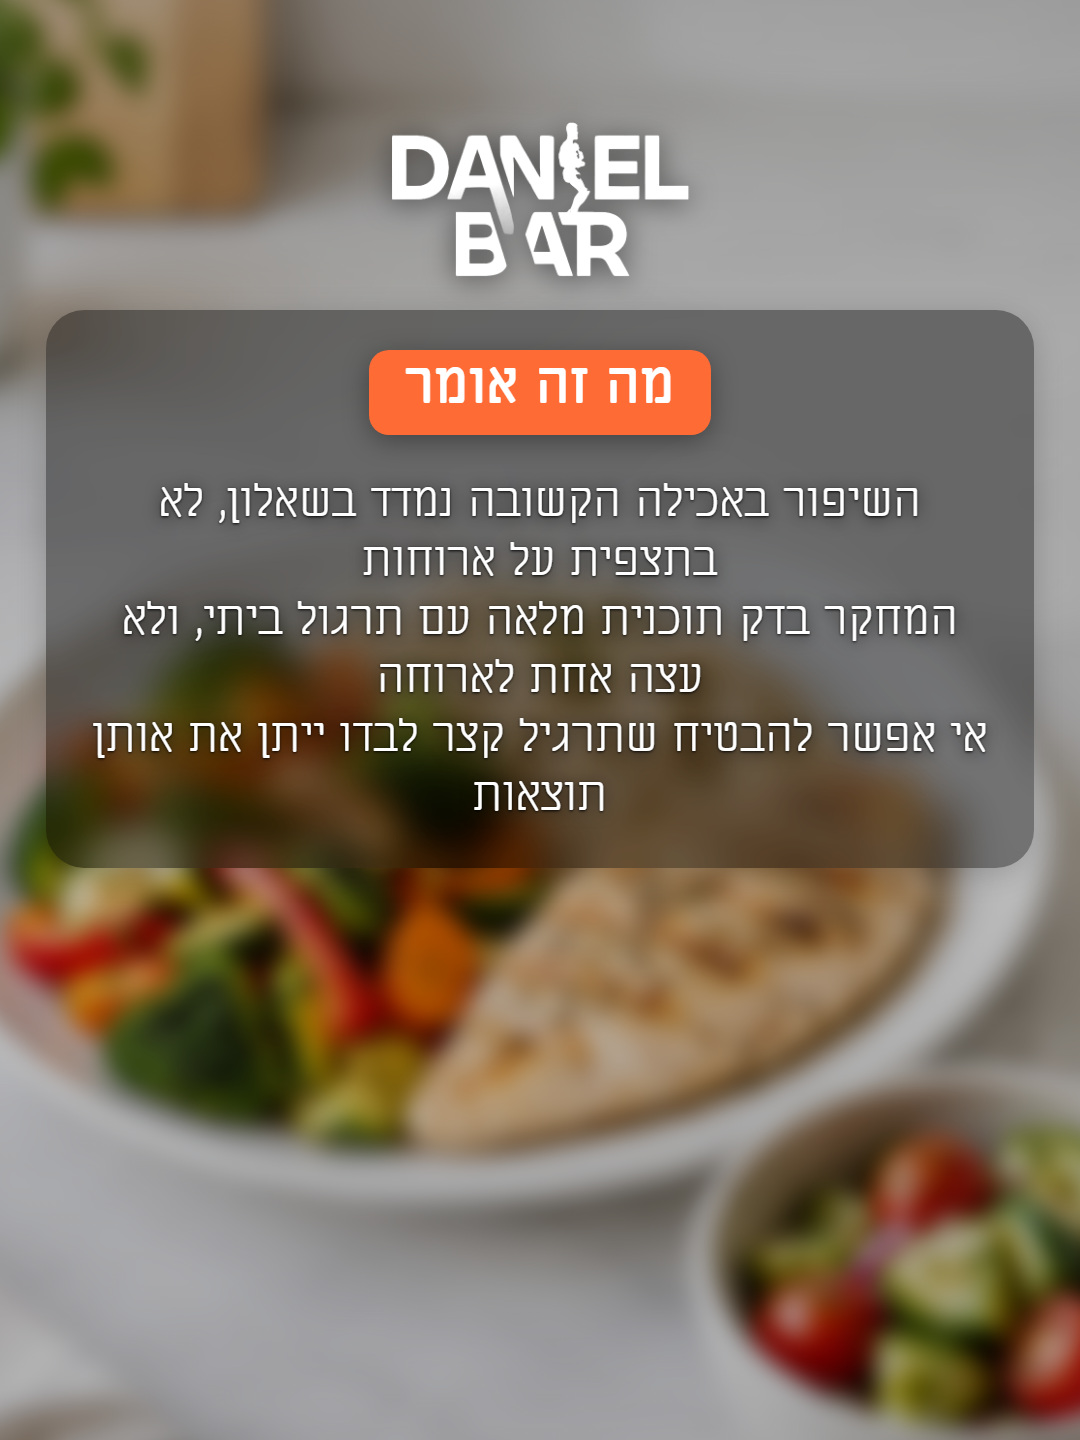 DANIEL
BAR
מה זה אומר
השיפור באכילה הקשובה נמדד בשאלון, לא
בתצפית על ארוחות
המחקר בדק תוכנית מלאה עם תרגול ביתי, ולא
עצה אחת לארוחה
אי אפשר להבטיח שתרגיל קצר לבדו ייתן את אותן
תוצאות